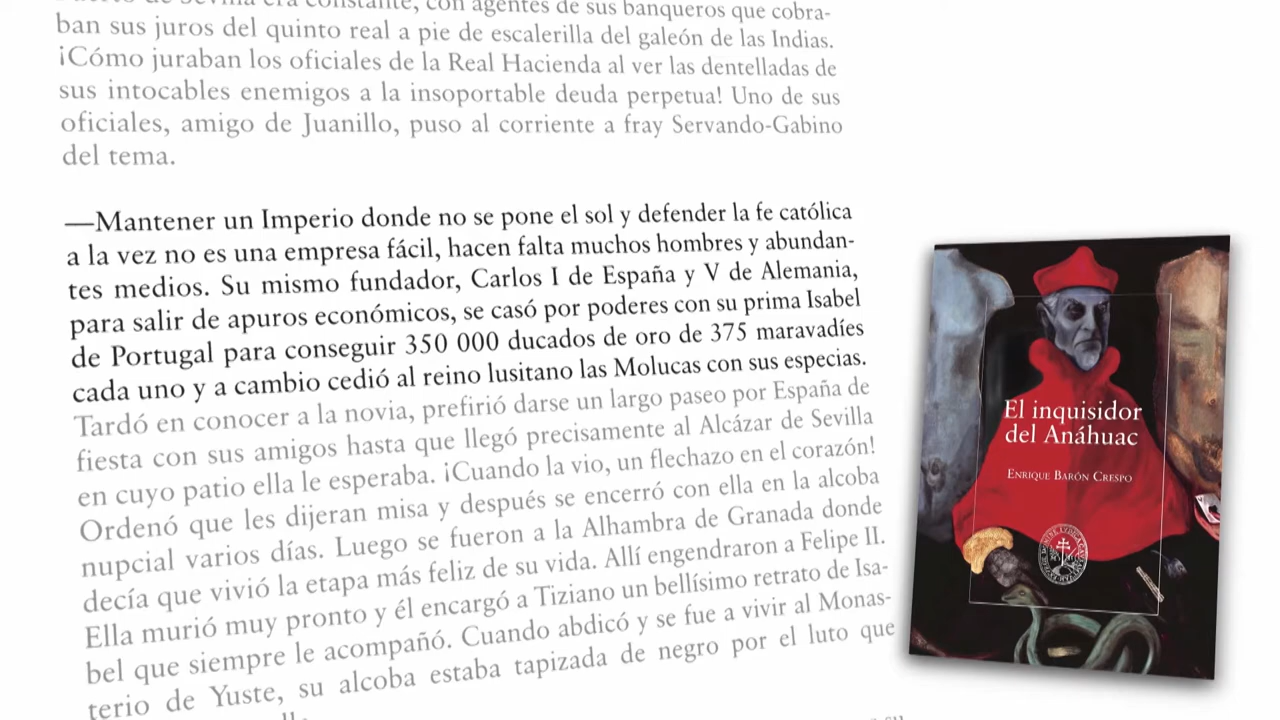 de Sevilla era constante, con agentes de sus banqueros que cobra-
ban sus juros del quinto real a pie de escalerilla del galeón de las Indias.
¡Cómo juraban los oficiales de la Real Hacienda al ver las dentelladas de
sus intocables enemigos a la insoportable deuda perpetua! Uno de sus
oficiales, amigo de Juanillo, puso al corriente a fray Servando-Gabino
del tema.
—Mantener un Imperio donde no se pone el sol y defender la fe católica
a la vez no es una empresa fácil, hacen falta muchos hombres y abundan-
tes medios. Su mismo fundador, Carlos I de España y V de Alemania,
para salir de apuros económicos, se casó por poderes con su prima Isabel
de Portugal para conseguir 350 000 ducados de oro de 375 maravadíes
cada uno y a cambio cedió al reino lusitano las Molucas con sus especias.
Tardó en conocer a la novia, prefirió darse un largo paseo por España de
fiesta con sus amigos hasta que llegó precisamente al Alcázar de Sevilla
en cuyo patio ella le esperaba. ¡Cuando la vio, un flechazo en el corazón!
Ordenó que les dijeran misa y después se encerró con ella en la alcoba
nupcial varios días. Luego se fueron a la Alhambra de Granada donde
decía que vivió la etapa más feliz de su vida. Allí engendraron a Felipe II.
Ella murió muy pronto y él encargó a Tiziano un bellísimo retrato de Isa-
bel que siempre le acompañó. Cuando abdicó y se fue a vivir al Monas-
terio de Yuste, su alcoba estaba tapizada de negro por el luto que
El inquisidor
del Anáhuac
Enrique Barón Crespo